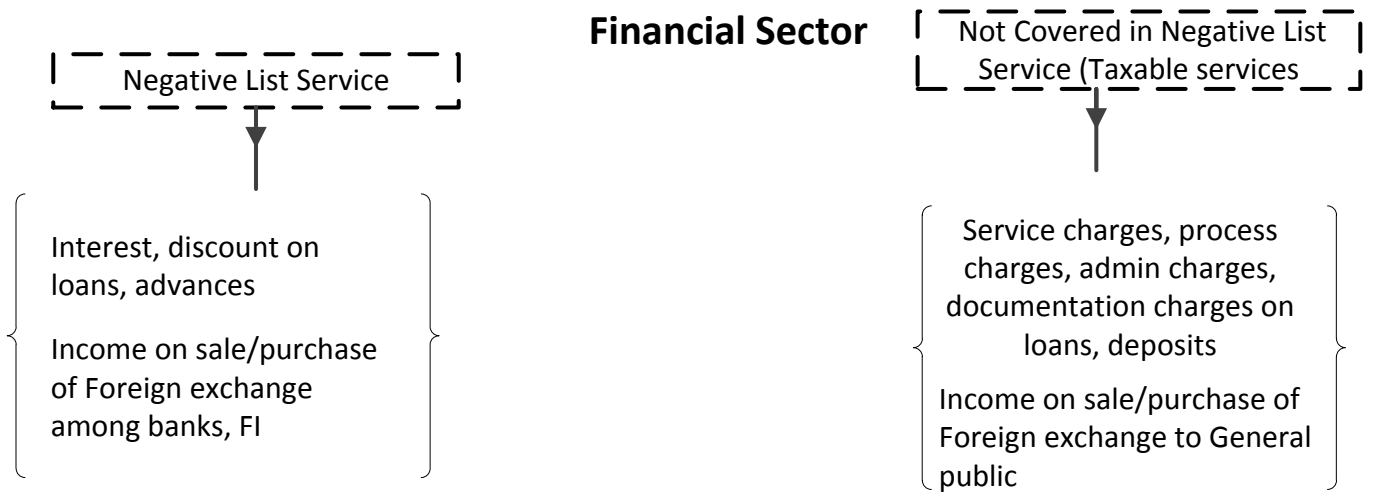 Financial Sector
Negative List Service
Interest, discount on
loans, advances
Income on sale/purchase
of Foreign exchange
among banks, FI
Not Covered in Negative List
Service (Taxable services
Service charges, process
charges, admin charges,
documentation charges on
loans, deposits
Income on sale/purchase of
Foreign exchange to General
public